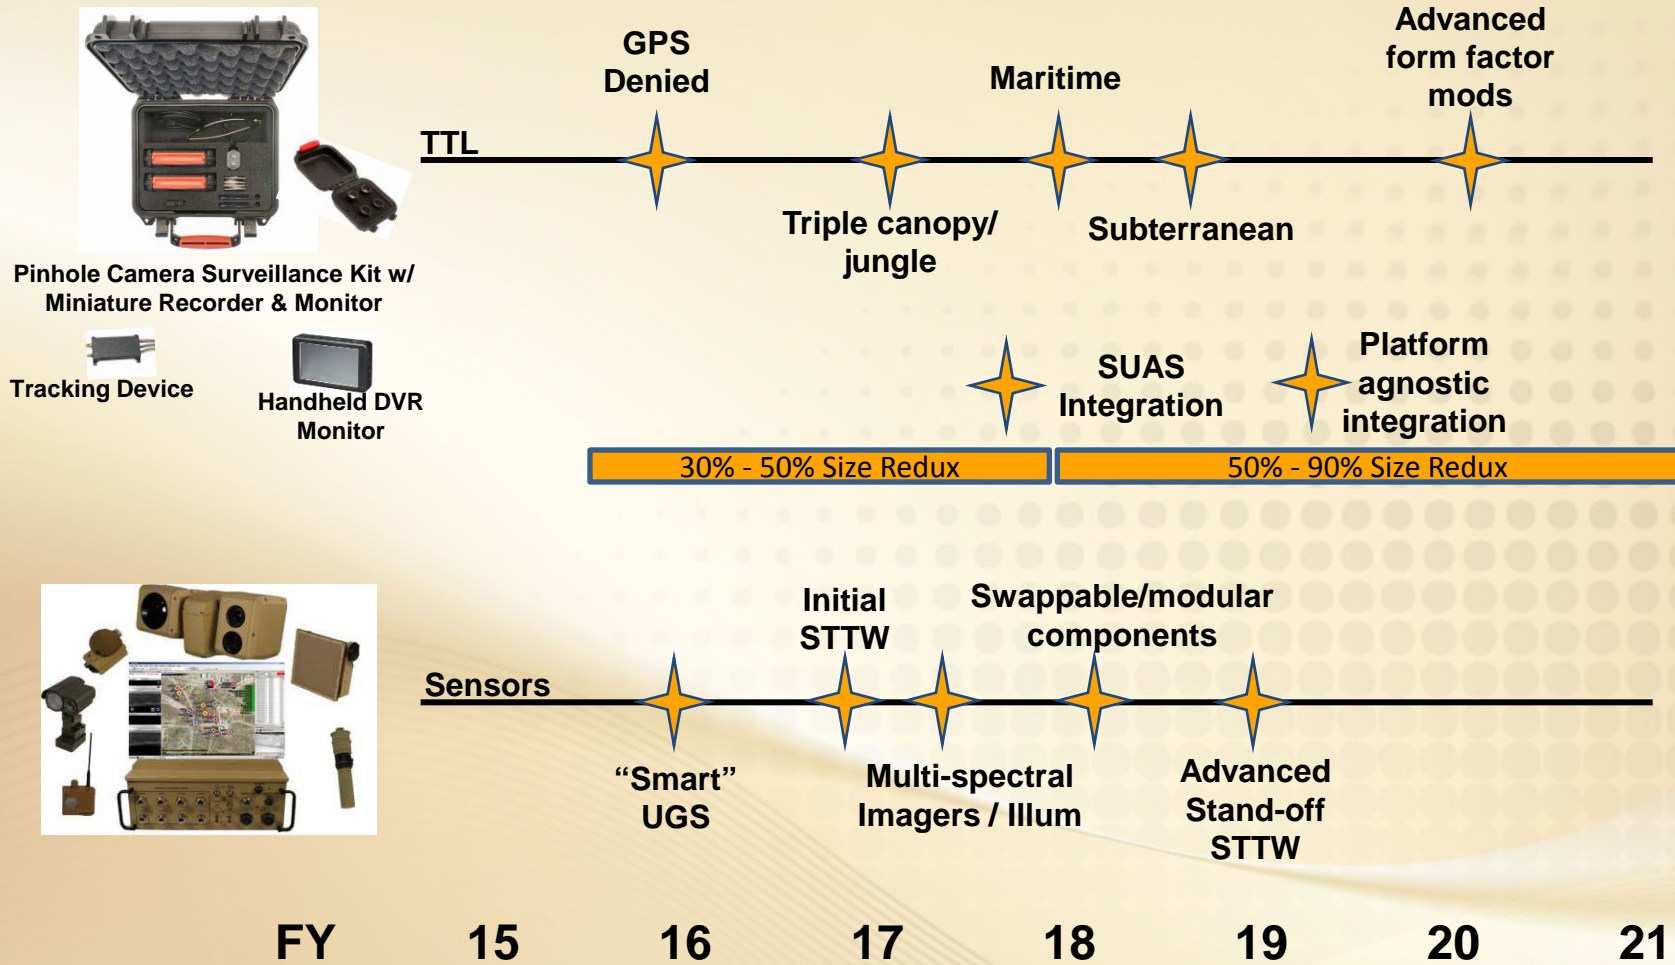 GPS
Denied
Maritime
Advanced
form factor
mods
TTL
Triple canopy/
jungle
Subterranean
Pinhole Camera Surveillance Kit w/
Miniature Recorder & Monitor
Tracking Device
Handheld DVR
Monitor
SUAS
Integration
Platform
agnostic
integration
30% - 50% Size Redux
50% - 90% Size Redux
Initial
STTW
Swappable/modular
components
Sensors
“Smart”
UGS
Multi-spectral
Imagers / Illum
Advanced
Stand-off
STTW
FY 15 16 17 18 19 20 21